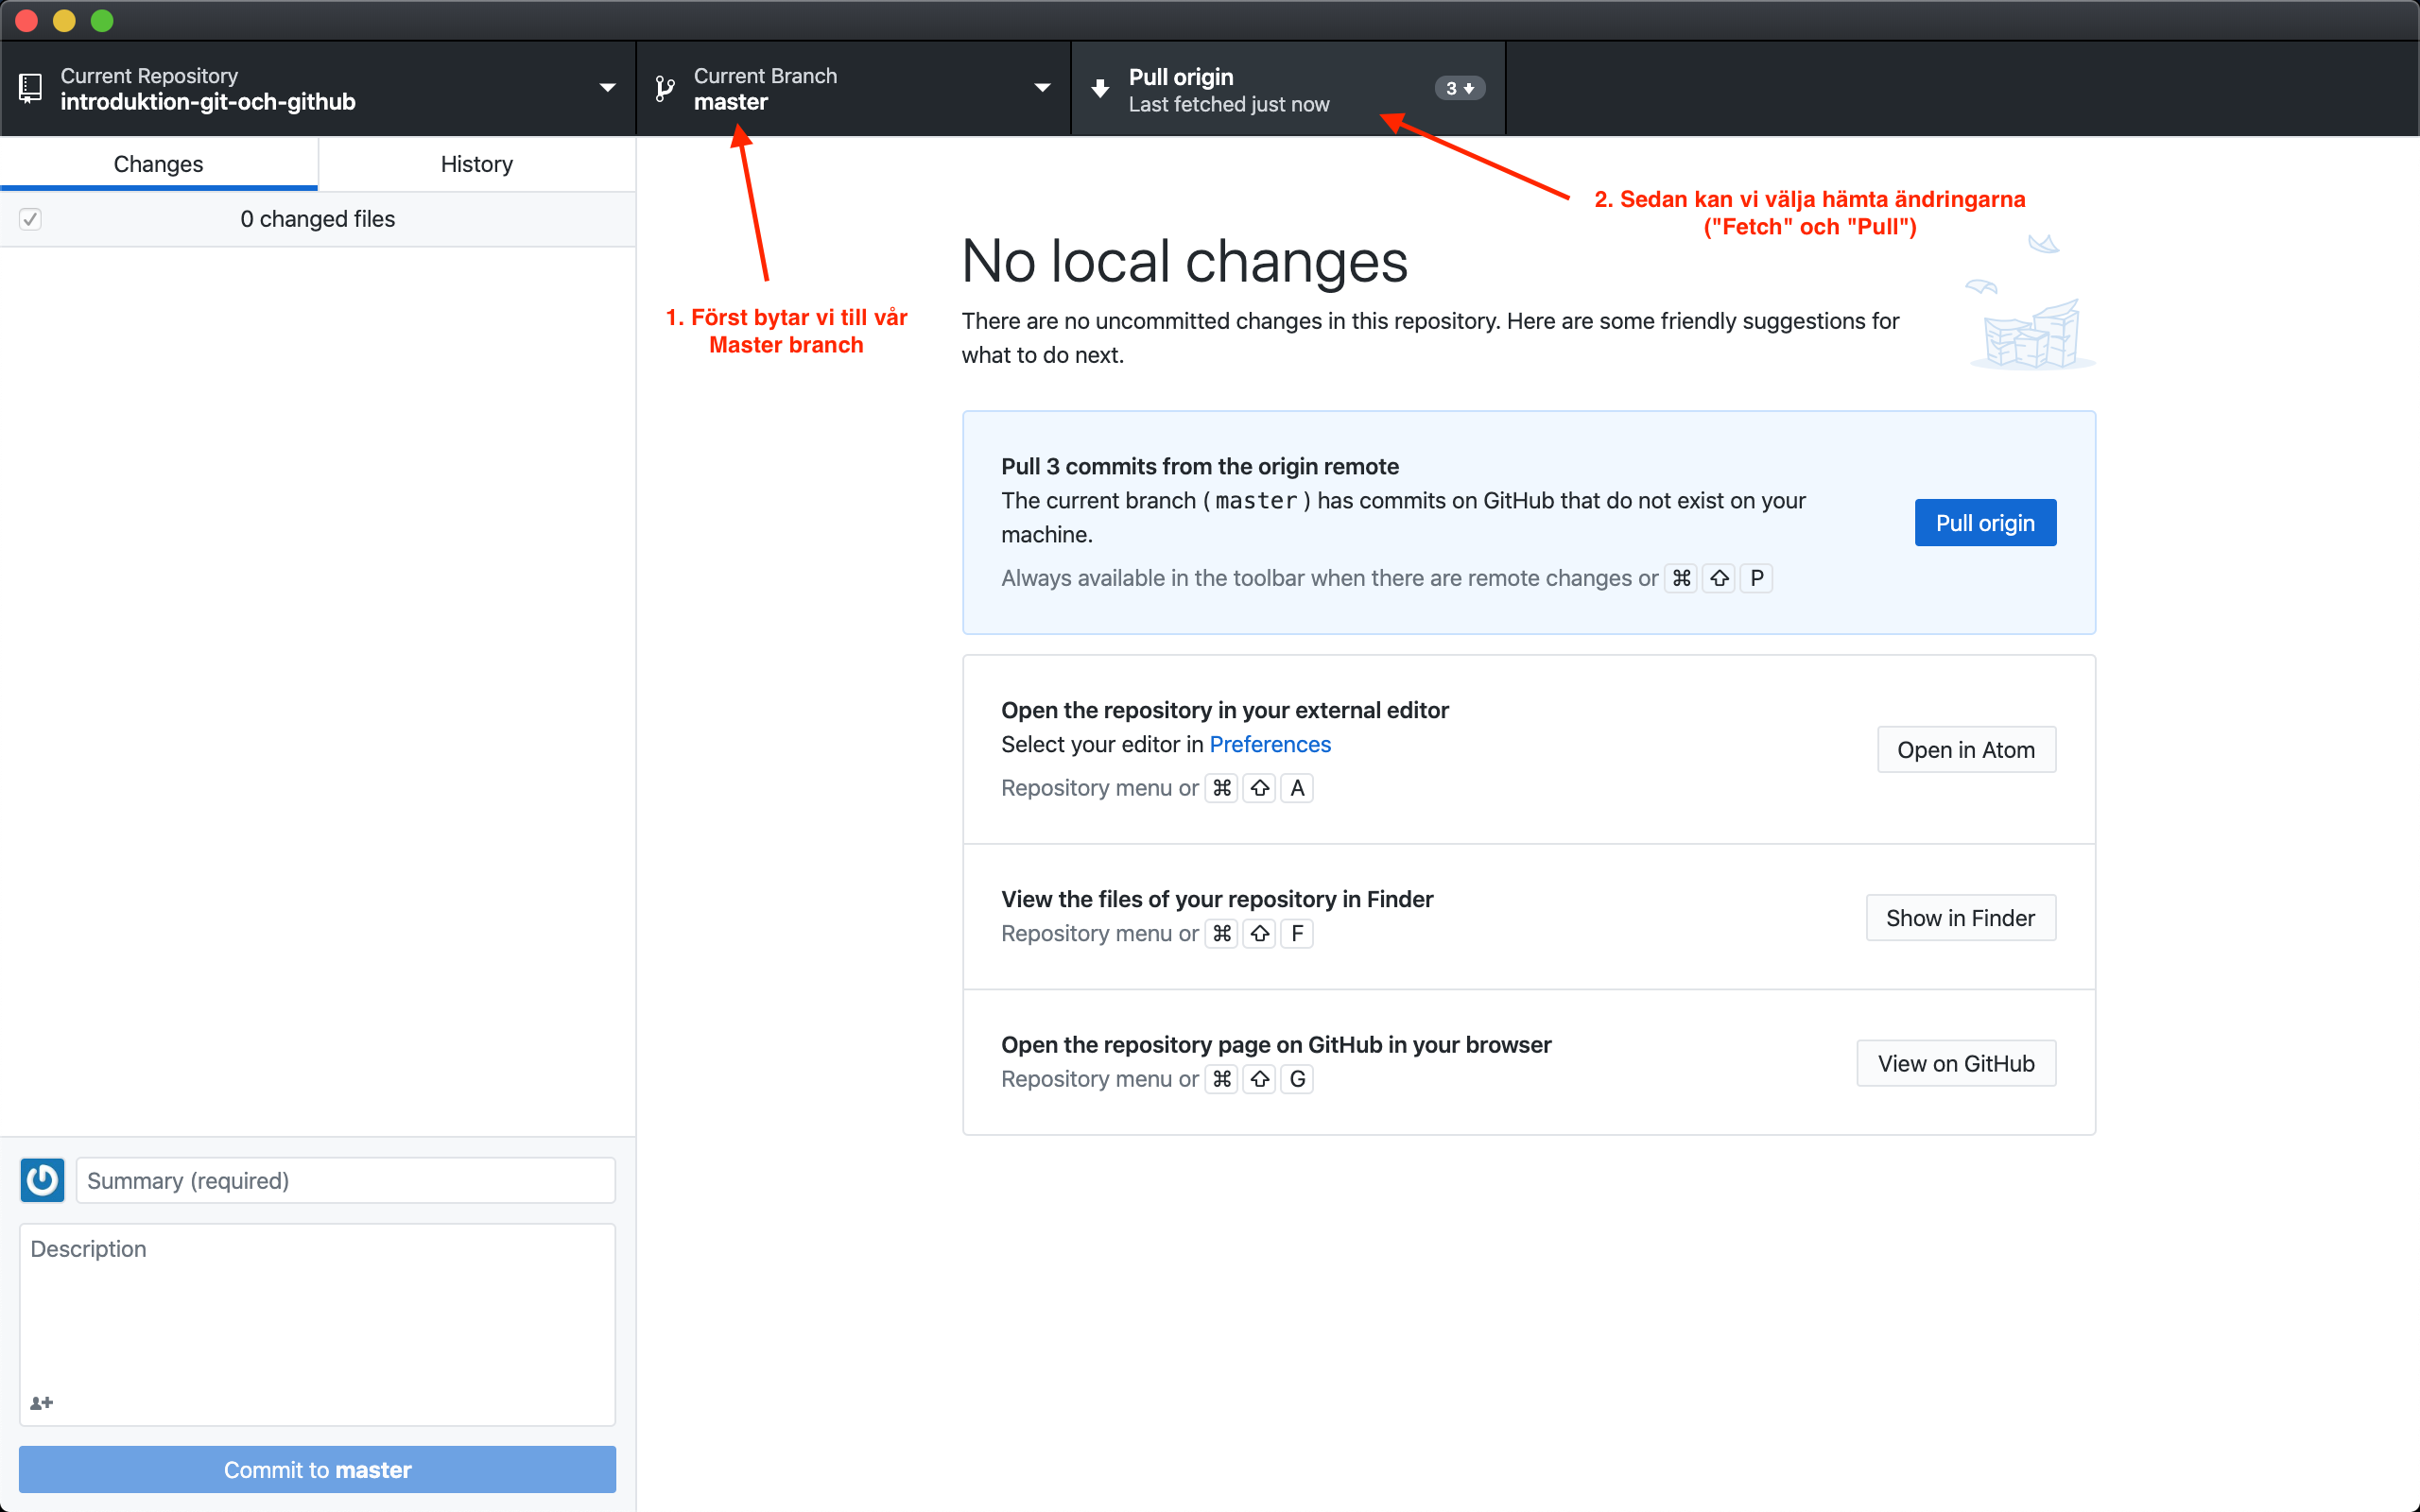 Current Repository
introduktion-git-och-github
Current Branch
master
Pull origin
Last fetched just now
3
Changes
History
0 changed files
1. Först bytar vi till vår
Master branch
2. Sedan kan vi välja hämta ändringarna
("Fetch" och "Pull")
No local changes
There are no uncommitted changes in this repository. Here are some friendly suggestions for
what to do next.
Pull 3 commits from the origin remote
The current branch (master) has commits on GitHub that do not exist on your
machine.
Always available in the toolbar when there are remote changes or ⌘ ⇧ P
Pull origin
Open the repository in your external editor
Select your editor in Preferences
Repository menu or ⌘ ⇧ A
Open in Atom
View the files of your repository in Finder
Repository menu or ⌘ ⇧ F
Show in Finder
Open the repository page on GitHub in your browser
Repository menu or ⌘ ⇧ G
View on GitHub
Summary (required)
Description
Commit to master